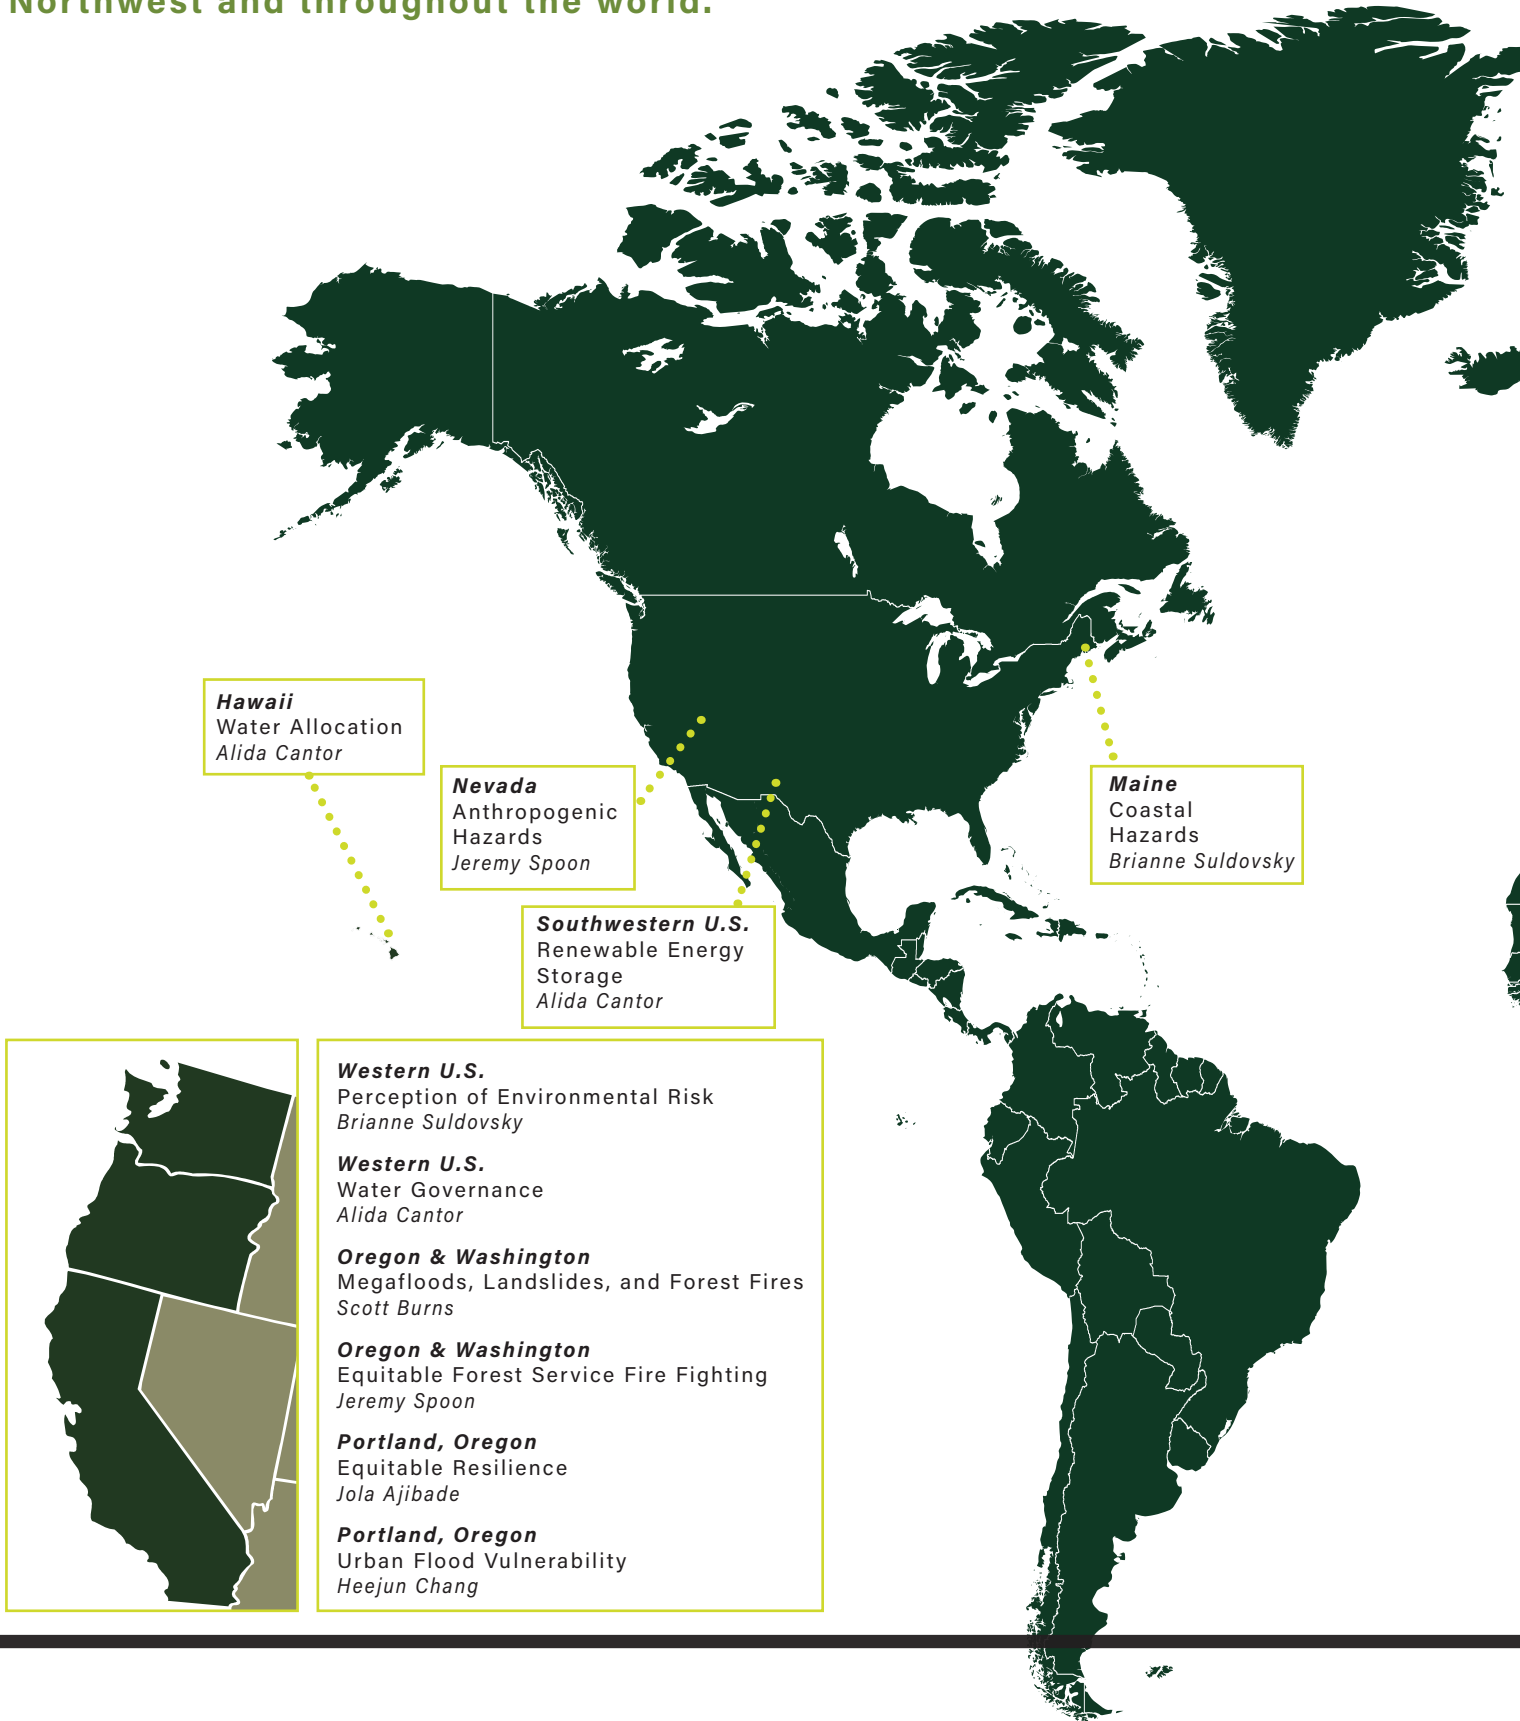 Northwest and throughout the world.
Hawaii
Water Allocation
Alida Cantor
Nevada
Anthropogenic
Hazards
Jeremy Spoon
Maine
Coastal
Hazards
Brianne Suldovsky
Southwestern U.S.
Renewable Energy
Storage
Alida Cantor
Western U.S.
Perception of Environmental Risk
Brianne Suldovsky
Western U.S.
Water Governance
Alida Cantor
Oregon & Washington
Megafloods, Landslides, and Forest Fires
Scott Burns
Oregon & Washington
Equitable Forest Service Fire Fighting
Jeremy Spoon
Portland, Oregon
Equitable Resilience
Jola Ajibade
Portland, Oregon
Urban Flood Vulnerability
Heejun Chang